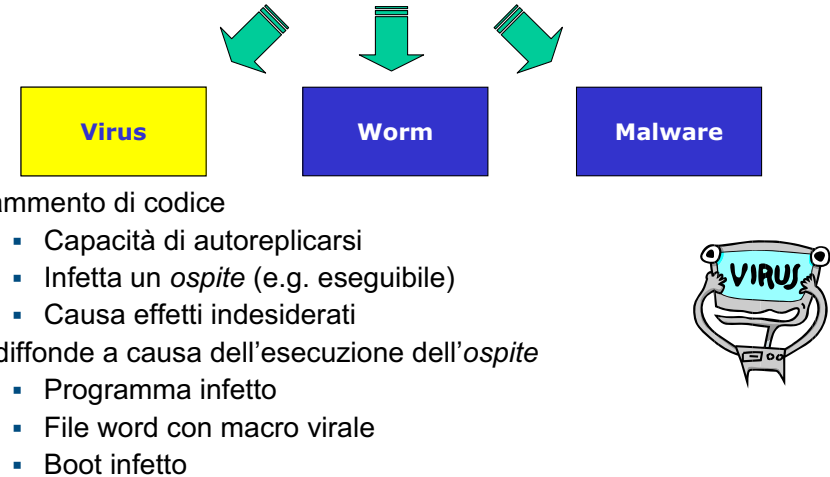 Virus
Worm
Malware
ammento di codice
▪ Capacità di autoreplicarsi
▪ Infetta un ospite (e.g. eseguibile)
▪ Causa effetti indesiderati
diffonde a causa dell’esecuzione dell’ospite
▪ Programma infetto
▪ File word con macro virale
▪ Boot infetto
VIRUS